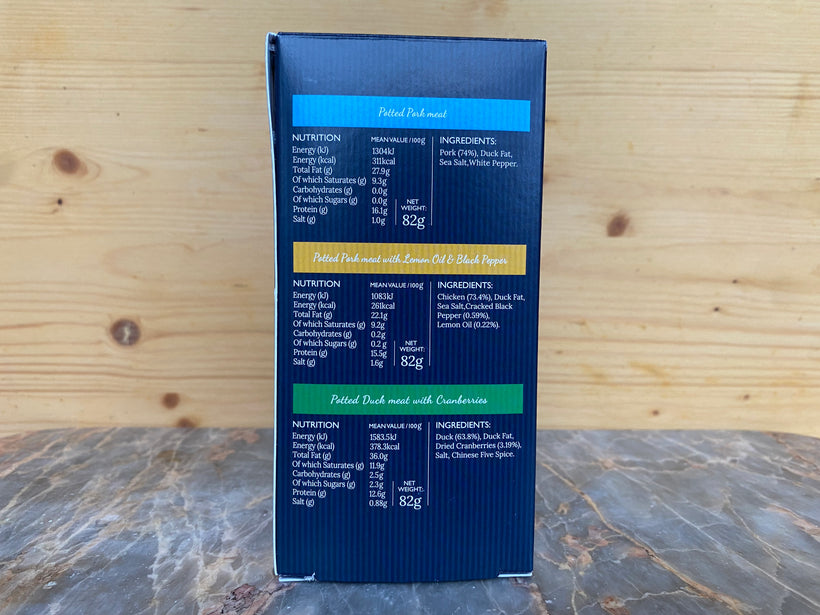 Potted Pork meat
NUTRITION MEAN VALUE/100g
Energy (kJ) 1304kJ
Energy (kcal) 311kcal
Total Fat (g) 27.9g
Of which Saturates (g) 9.3g
Carbohydrates (g) 0.0g
Of which Sugars (g) 0.0g
Protein (g) 16.1g
Salt (g) 1.0g
NET
WEIGHT:
82g
INGREDIENTS:
Pork (74%), Duck Fat,
Sea Salt,White Pepper.
Potted Pork meat with Lemon Oil & Black Pepper
NUTRITION MEAN VALUE/100g
Energy (kJ) 1083kJ
Energy (kcal) 261kcal
Total Fat (g) 22.1g
Of which Saturates (g) 9.2g
Carbohydrates (g) 0.2g
Of which Sugars (g) 0.2 g
Protein (g) 15.5g
Salt (g) 1.6g
NET
WEIGHT:
82g
INGREDIENTS:
Chicken (73.4%), Duck Fat,
Sea Salt,Cracked Black
Pepper (0.59%),
Lemon Oil (0.22%).
Potted Duck meat with Cranberries
NUTRITION MEAN VALUE/100g
Energy (kJ) 1583.5kJ
Energy (kcal) 378.3kcal
Total Fat (g) 36.0g
Of which Saturates (g) 11.9g
Carbohydrates (g) 2.5g
Of which Sugars (g) 2.3g
Protein (g) 12.6g
Salt (g) 0.88g
NET
WEIGHT:
82g
INGREDIENTS:
Duck (63.8%), Duck Fat,
Dried Cranberries (3.19%),
Salt, Chinese Five Spice.